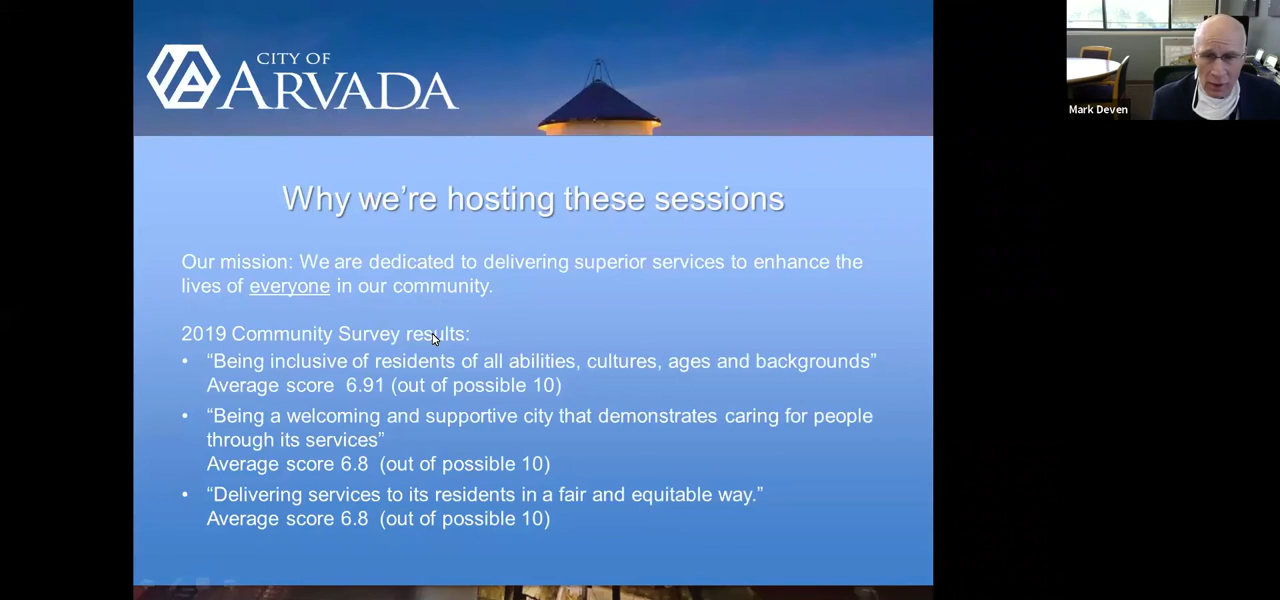 CITY OF
ARVADA
Mark Deven
Why we're hosting these sessions
Our mission: We are dedicated to delivering superior services to enhance the
lives of everyone in our community.
2019 Community Survey results:
• “Being inclusive of residents of all abilities, cultures, ages and backgrounds”
Average score 6.91 (out of possible 10)
• “Being a welcoming and supportive city that demonstrates caring for people
through its services”
Average score 6.8 (out of possible 10)
• “Delivering services to its residents in a fair and equitable way.”
Average score 6.8 (out of possible 10)